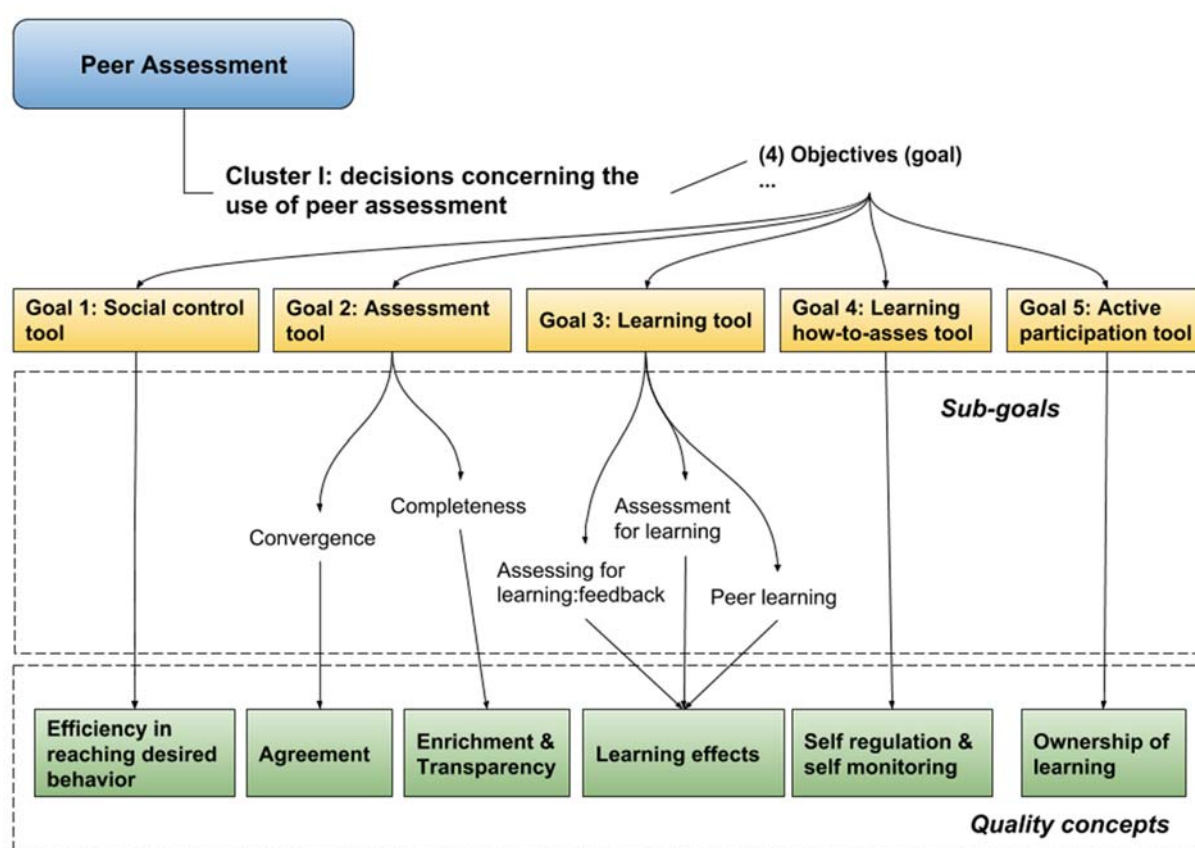 Peer Assessment
Cluster I: decisions concerning the
use of peer assessment
(4) Objectives (goal)
...
Goal 1: Social control
tool
Goal 2: Assessment
tool
Goal 3: Learning tool
Goal 4: Learning
how-to-asses tool
Goal 5: Active
participation tool
Sub-goals
Convergence
Completeness
Assessing for
learning:feedback
Assessment
for learning
Peer learning
Efficiency in
reaching desired
behavior
Agreement
Enrichment &
Transparency
Learning effects
Self regulation &
self monitoring
Ownership of
learning
Quality concepts